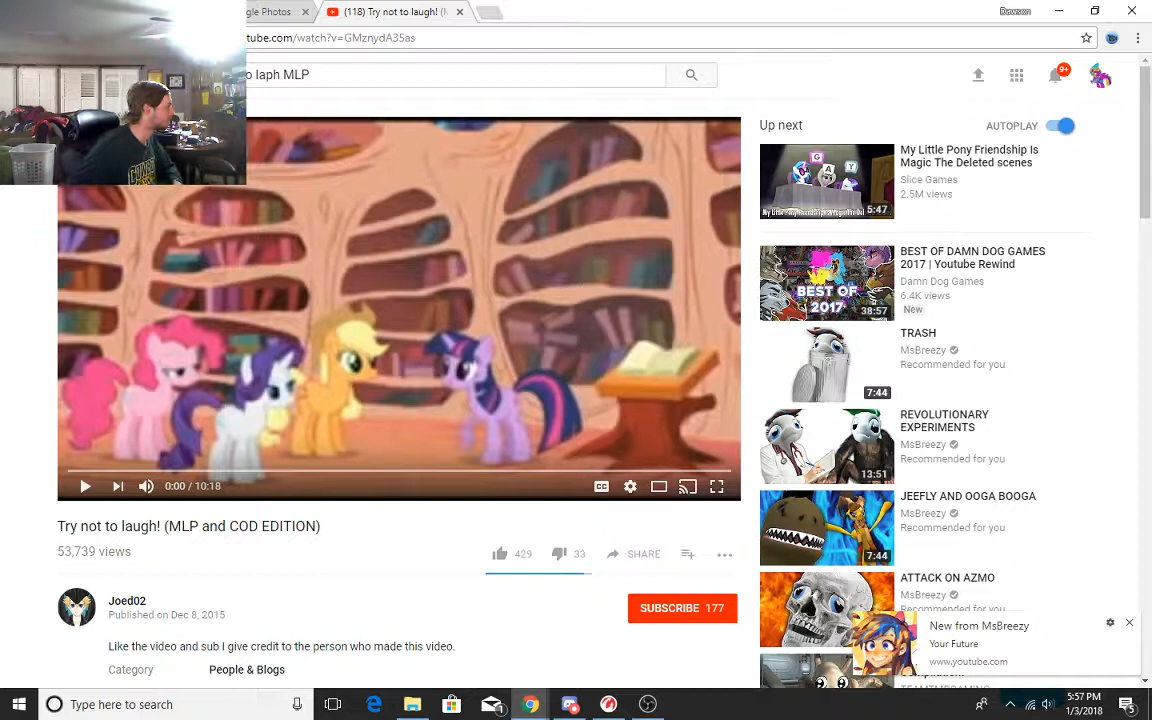 gle Photos
(118) Try not to laugh! (
Dawson
tube.com/watch?v=GMznydA35as
o laph MLP
9+
Up next
AUTOPLAY
My Little Pony Friendship Is
Magic The Deleted scenes
Slice Games
2.5M views
G A Y
5:47
BEST OF DAMN DOG GAMES
2017 | Youtube Rewind
Damn Dog Games
6.4K views
New
BEST OF
2017
38:57
TRASH
MsBreezy
Recommended for you
7:44
REVOLUTIONARY
EXPERIMENTS
MsBreezy
Recommended for you
13:51
JEEFLY AND OOGA BOOGA
MsBreezy
Recommended for you
7:44
ATTACK ON AZMO
MsBreezy
Recommended for you
0:00 / 10:18
CC
Try not to laugh! (MLP and COD EDITION)
53,739 views
429
33
SHARE
Joed02
Published on Dec 8, 2015
SUBSCRIBE 177
Like the video and sub I give credit to the person who made this video.
Category
People & Blogs
New from MsBreezy
Your Future
www.youtube.com
Type here to search
5:57 PM
1/3/2018
5